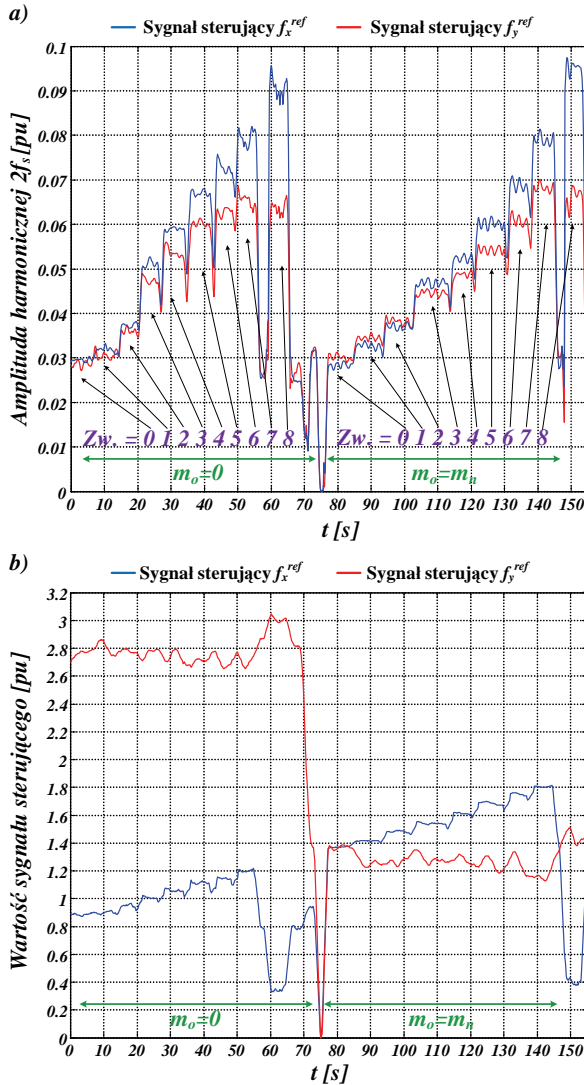 a)
Sygnał sterujący fₓʳᵉᶠ Sygnał sterujący f_y^ref
Amplituda harmonicznej 2fₛ [pu]
0.1
0.09
0.08
0.07
0.06
0.05
0.04
0.03
0.02
0.01
0
Zw. = 0 1 2 3 4 5 6 7 8 Zw. = 0 1 2 3 4 5 6 7 8
m_o=0 m_o=m_n
0 10 20 30 40 50 60 70 80 90 100 110 120 130 140 150
t [s]
b)
Sygnał sterujący fₓʳᵉᶠ Sygnał sterujący f_y^ref
Wartość sygnału sterującego [pu]
3.2
3
2.8
2.6
2.4
2.2
2
1.8
1.6
1.4
1.2
1
0.8
0.6
0.4
0.2
0
m_o=0 m_o=m_n
0 10 20 30 40 50 60 70 80 90 100 110 120 130 140 150
t [s]